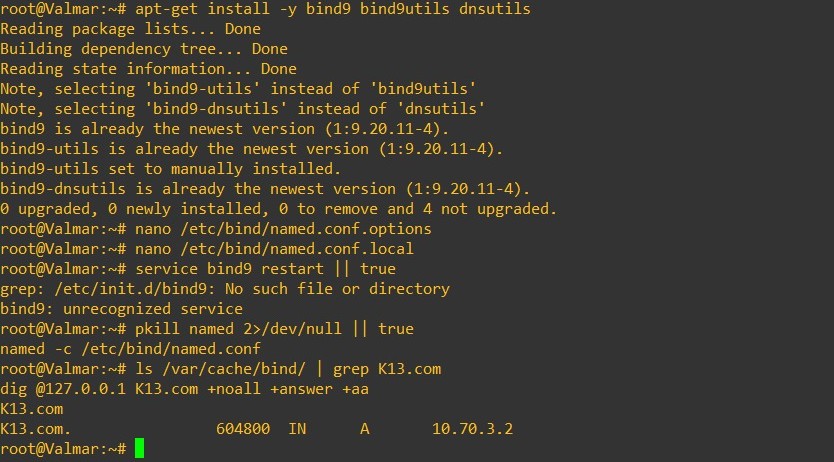 root@Valmar:~# apt-get install -y bind9 bind9utils dnsutils
Reading package lists... Done
Building dependency tree... Done
Reading state information... Done
Note, selecting 'bind9-utils' instead of 'bind9utils'
Note, selecting 'bind9-dnsutils' instead of 'dnsutils'
bind9 is already the newest version (1:9.20.11-4).
bind9-utils is already the newest version (1:9.20.11-4).
bind9-utils set to manually installed.
bind9-dnsutils is already the newest version (1:9.20.11-4).
0 upgraded, 0 newly installed, 0 to remove and 4 not upgraded.
root@Valmar:~# nano /etc/bind/named.conf.options
root@Valmar:~# nano /etc/bind/named.conf.local
root@Valmar:~# service bind9 restart || true
grep: /etc/init.d/bind9: No such file or directory
bind9: unrecognized service
root@Valmar:~# pkill named 2>/dev/null || true
named -c /etc/bind/named.conf
root@Valmar:~# ls /var/cache/bind/ | grep K13.com
dig @127.0.0.1 K13.com +noall +answer +aa
K13.com
K13.com.               604800  IN      A       10.70.3.2
root@Valmar:~#